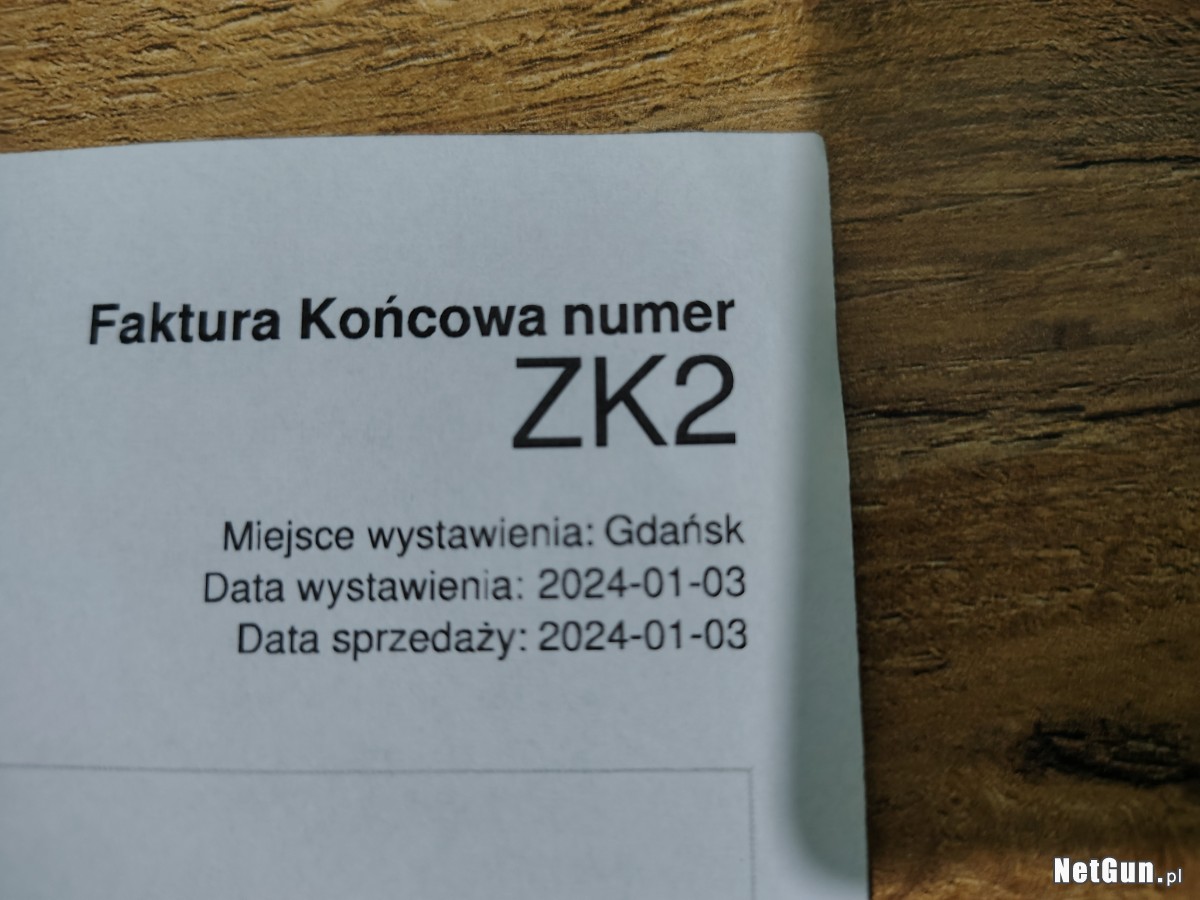 Faktura Końcowa numer
ZK2
Miejsce wystawienia: Gdańsk
Data wystawienia: 2024-01-03
Data sprzedaży: 2024-01-03
NetGun.pl